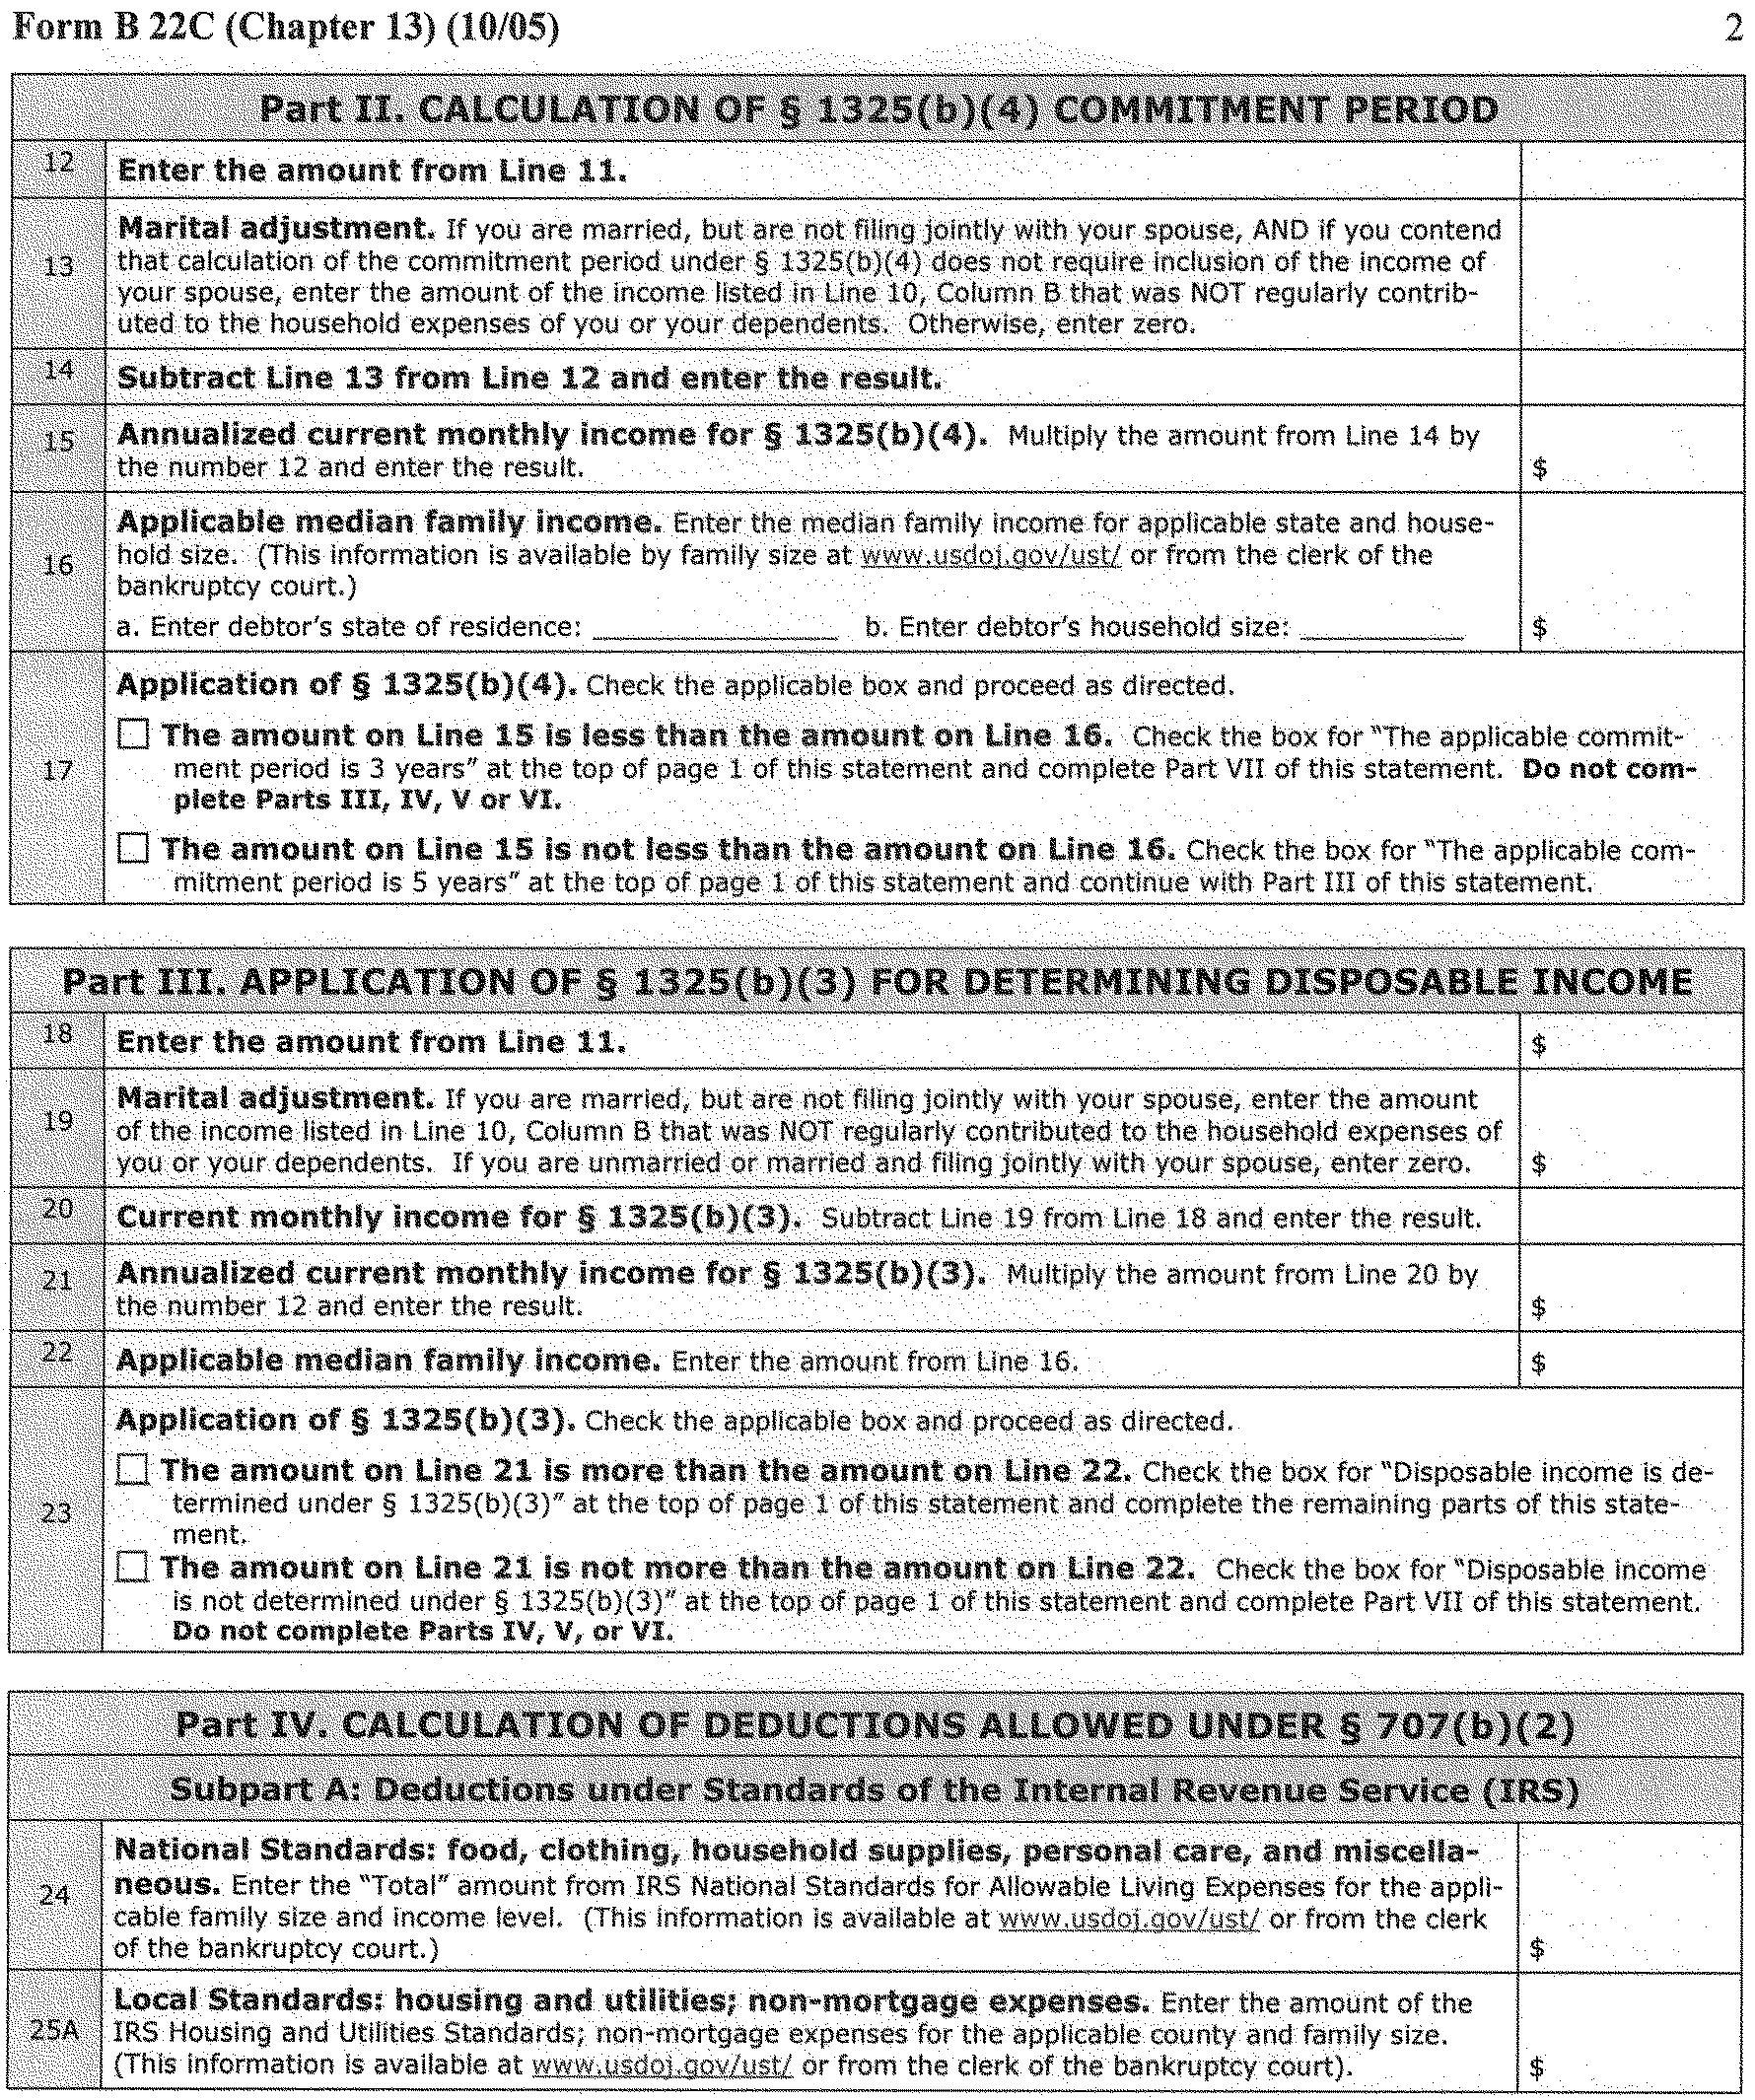 Form B 22C (Chapter 13) (10/05)
2
Part II. CALCULATION OF § 1325(b)(4) COMMITMENT PERIOD
12
Enter the amount from Line 11.
13
Marital adjustment. If you are married, but are not filing jointly with your spouse, AND if you contend
that calculation of the commitment period under § 1325(b)(4) does not require inclusion of the income of
your spouse, enter the amount of the income listed in Line 10, Column B that was NOT regularly contrib-
uted to the household expenses of you or your dependents. Otherwise, enter zero.
14
Subtract Line 13 from Line 12 and enter the result.
15
Annualized current monthly income for § 1325(b)(4). Multiply the amount from Line 14 by
the number 12 and enter the result.
$
16
Applicable median family income. Enter the median family income for applicable state and house-
hold size. (This information is available by family size at www.usdoj.gov/ust/ or from the clerk of the
bankruptcy court.)
a. Enter debtor's state of residence: _______________ b. Enter debtor's household size: __________
$
17
Application of § 1325(b)(4). Check the applicable box and proceed as directed.
☐ The amount on Line 15 is less than the amount on Line 16. Check the box for "The applicable commit-
ment period is 3 years" at the top of page 1 of this statement and complete Part VII of this statement. Do not com-
plete Parts III, IV, V or VI.
☐ The amount on Line 15 is not less than the amount on Line 16. Check the box for "The applicable com-
mitment period is 5 years" at the top of page 1 of this statement and continue with Part III of this statement.
Part III. APPLICATION OF § 1325(b)(3) FOR DETERMINING DISPOSABLE INCOME
18
Enter the amount from Line 11.
$
19
Marital adjustment. If you are married, but are not filing jointly with your spouse, enter the amount
of the income listed in Line 10, Column B that was NOT regularly contributed to the household expenses of
you or your dependents. If you are unmarried or married and filing jointly with your spouse, enter zero.
$
20
Current monthly income for § 1325(b)(3). Subtract Line 19 from Line 18 and enter the result.
21
Annualized current monthly income for § 1325(b)(3). Multiply the amount from Line 20 by
the number 12 and enter the result.
$
22
Applicable median family income. Enter the amount from Line 16.
$
23
Application of § 1325(b)(3). Check the applicable box and proceed as directed.
☐ The amount on Line 21 is more than the amount on Line 22. Check the box for "Disposable income is de-
termined under § 1325(b)(3)" at the top of page 1 of this statement and complete the remaining parts of this state-
ment.
☐ The amount on Line 21 is not more than the amount on Line 22. Check the box for "Disposable income
is not determined under § 1325(b)(3)" at the top of page 1 of this statement and complete Part VII of this statement.
Do not complete Parts IV, V, or VI.
Part IV. CALCULATION OF DEDUCTIONS ALLOWED UNDER § 707(b)(2)
Subpart A: Deductions under Standards of the Internal Revenue Service (IRS)
24
National Standards: food, clothing, household supplies, personal care, and miscella-
neous. Enter the "Total" amount from IRS National Standards for Allowable Living Expenses for the appli-
cable family size and income level. (This information is available at www.usdoj.gov/ust/ or from the clerk
of the bankruptcy court.)
$
25A
Local Standards: housing and utilities; non-mortgage expenses. Enter the amount of the
IRS Housing and Utilities Standards; non-mortgage expenses for the applicable county and family size.
(This information is available at www.usdoj.gov/ust/ or from the clerk of the bankruptcy court).
$